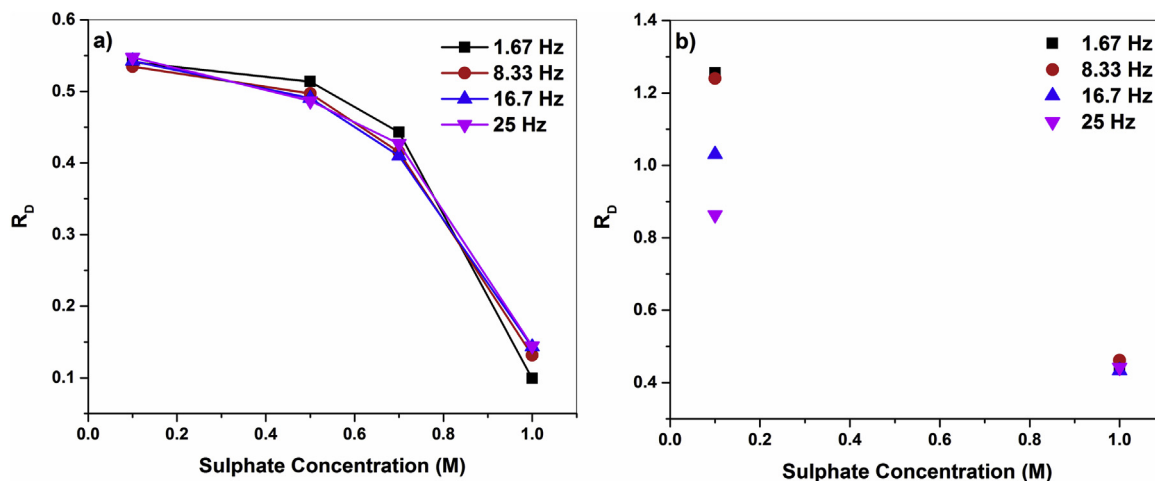 a)
1.67 Hz
8.33 Hz
16.7 Hz
25 Hz
0.6
0.5
0.4
0.3
0.2
0.1
R_D
0.0 0.2 0.4 0.6 0.8 1.0
Sulphate Concentration (M)
b)
1.67 Hz
8.33 Hz
16.7 Hz
25 Hz
1.4
1.2
1.0
0.8
0.6
0.4
R_D
0.0 0.2 0.4 0.6 0.8 1.0
Sulphate Concentration (M)